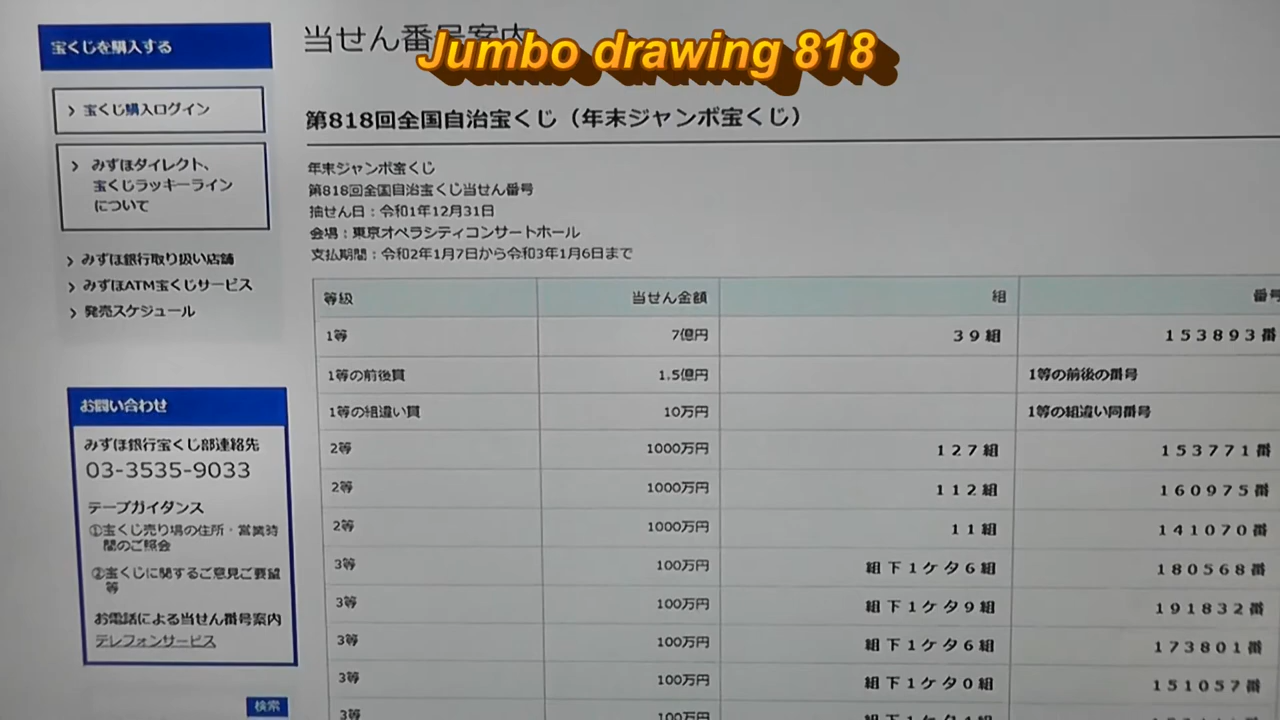 Jumbo drawing 818
宝くじを購入する
宝くじ購入ログイン
みずほダイレクト、
宝くじラッキーライン
について
みずほ銀行取り扱い店舗
みずほATM宝くじサービス
発売スケジュール
お問い合わせ
みずほ銀行宝くじ部連絡先
03-3535-9033
テープガイダンス
①宝くじ売り場の住所・営業時
間のご照会
②宝くじに関するご意見ご要望
等
お電話による当せん番号案内
テレフォンサービス
検索
当せん番号案内
第818回全国自治宝くじ（年末ジャンボ宝くじ）
年末ジャンボ宝くじ
第818回全国自治宝くじ当せん番号
抽せん日：令和1年12月31日
会場：東京オペラシティコンサートホール
支払期間：令和2年1月7日から令和3年1月6日まで
等級 当せん金額 組 番号
1等 7億円 39組 153893番
1等の前後賞 1.5億円 1等の前後の番号
1等の組違い賞 10万円 1等の組違い同番号
2等 1000万円 127組 153771番
2等 1000万円 112組 160975番
2等 1000万円 11組 141070番
3等 100万円 組下1ケタ6組 180568番
3等 100万円 組下1ケタ9組 191832番
3等 100万円 組下1ケタ6組 173801番
3等 100万円 組下1ケタ0組 151057番
3等 100万円